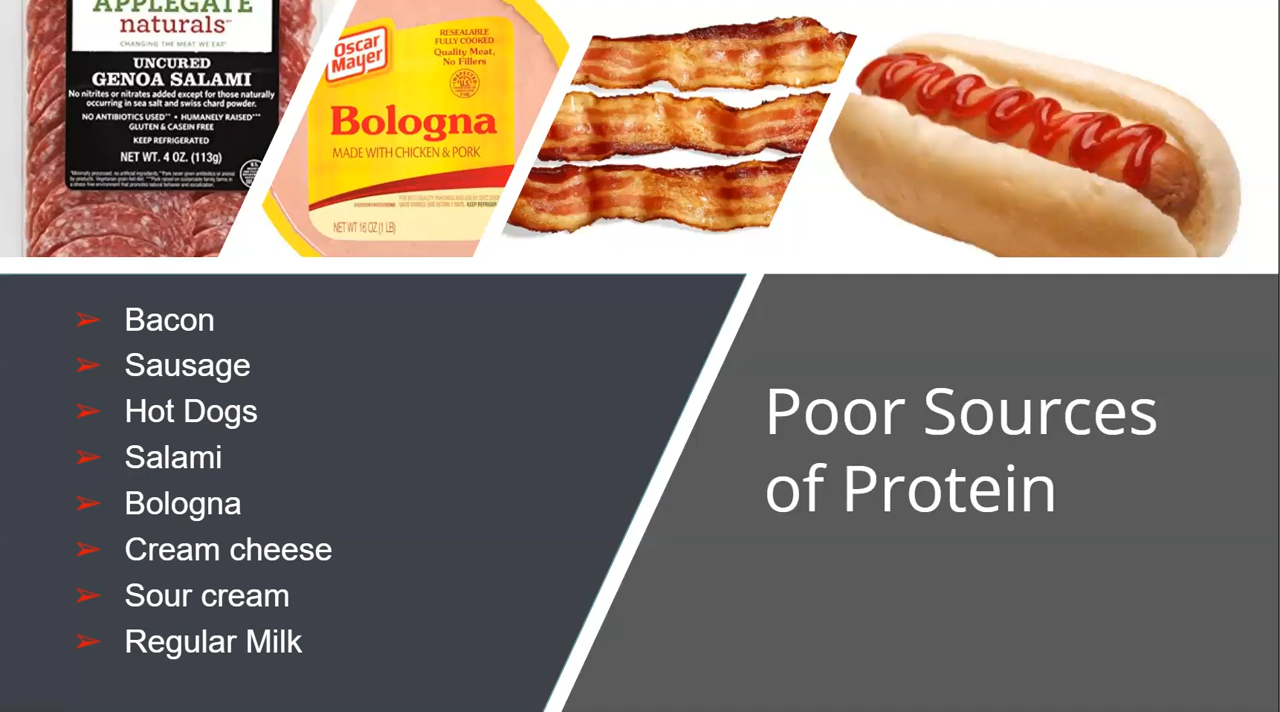 APPLEGATE
naturals
CHANGING THE MEAT WE EAT
UNCURED
GENOA SALAMI
No nitrites or nitrates added except for those naturally
occurring in sea salt and swiss chard powder.
NO ANTIBIOTICS USED** • HUMANELY RAISED***
GLUTEN & CASEIN FREE
KEEP REFRIGERATED
NET WT. 4 OZ. (113g)
Oscar
Mayer
RESEALABLE
FULLY COOKED
Quality Meat,
No Fillers
Bologna
MADE WITH CHICKEN & PORK
NET WT 16 OZ (1 LB)
➢ Bacon
➢ Sausage
➢ Hot Dogs
➢ Salami
➢ Bologna
➢ Cream cheese
➢ Sour cream
➢ Regular Milk
Poor Sources
of Protein